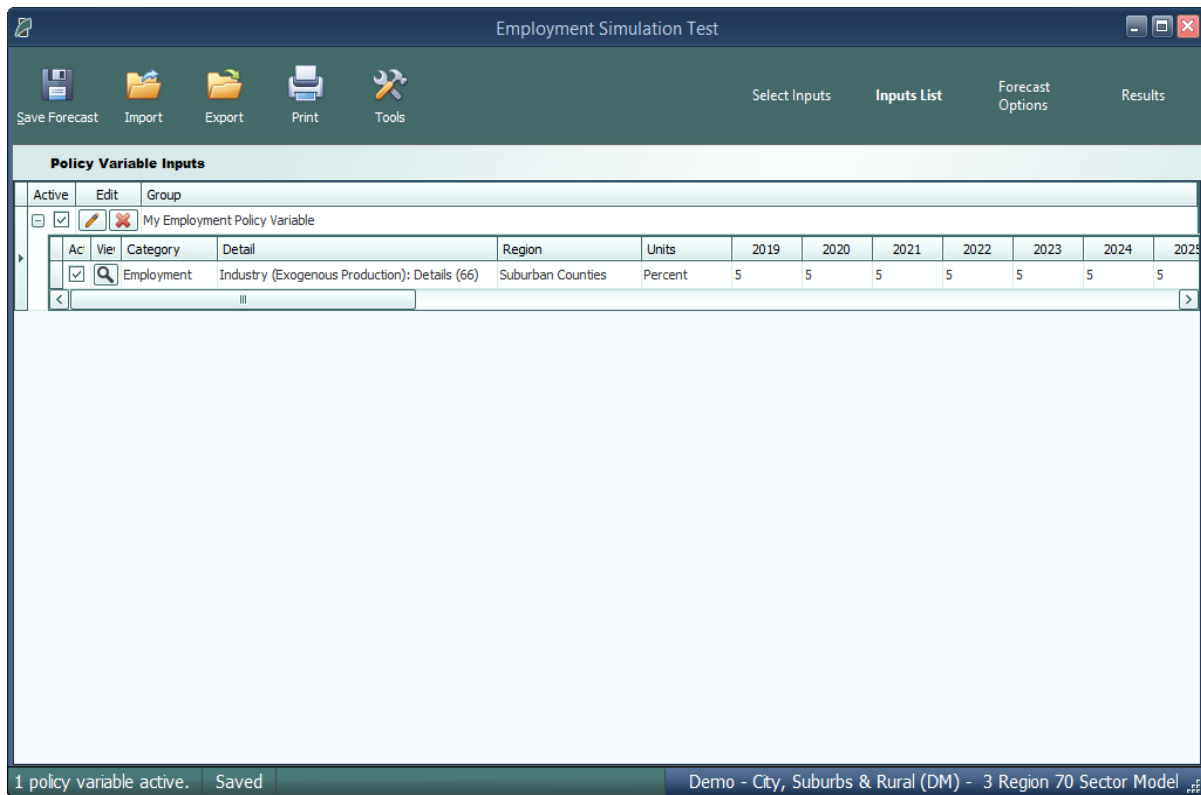 Employment Simulation Test
Save Forecast Import Export Print Tools Select Inputs Inputs List Forecast Options Results
Policy Variable Inputs
Active Edit Group
My Employment Policy Variable
Ac Vie Category Detail Region Units 2019 2020 2021 2022 2023 2024 2025
Employment Industry (Exogenous Production): Details (66) Suburban Counties Percent 5 5 5 5 5 5 5
1 policy variable active. Saved Demo - City, Suburbs & Rural (DM) - 3 Region 70 Sector Model